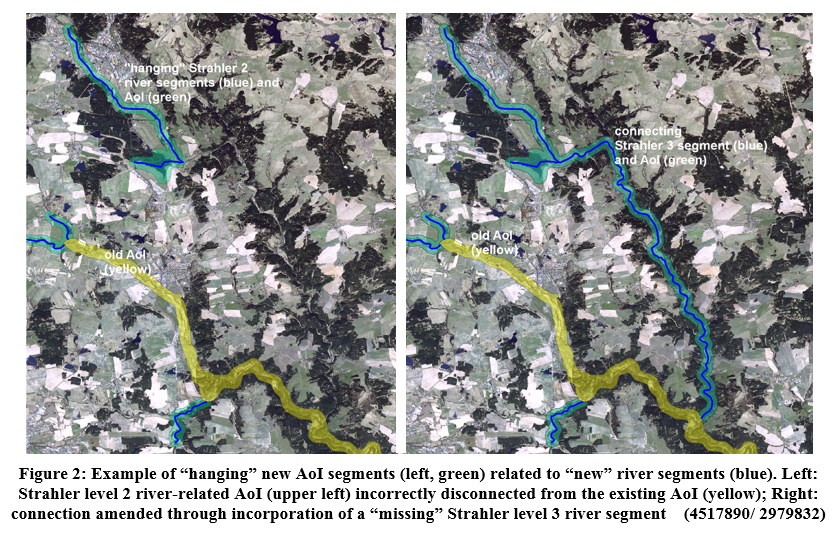 "hanging" Strahler 2
river segments (blue) and
AoI (green)
old AoI
(yellow)
connecting
Strahler 3 segment (blue)
and AoI (green)
old AoI
(yellow)
Figure 2: Example of “hanging” new AoI segments (left, green) related to “new” river segments (blue). Left:
Strahler level 2 river-related AoI (upper left) incorrectly disconnected from the existing AoI (yellow); Right:
connection amended through incorporation of a “missing” Strahler level 3 river segment (4517890/ 2979832)